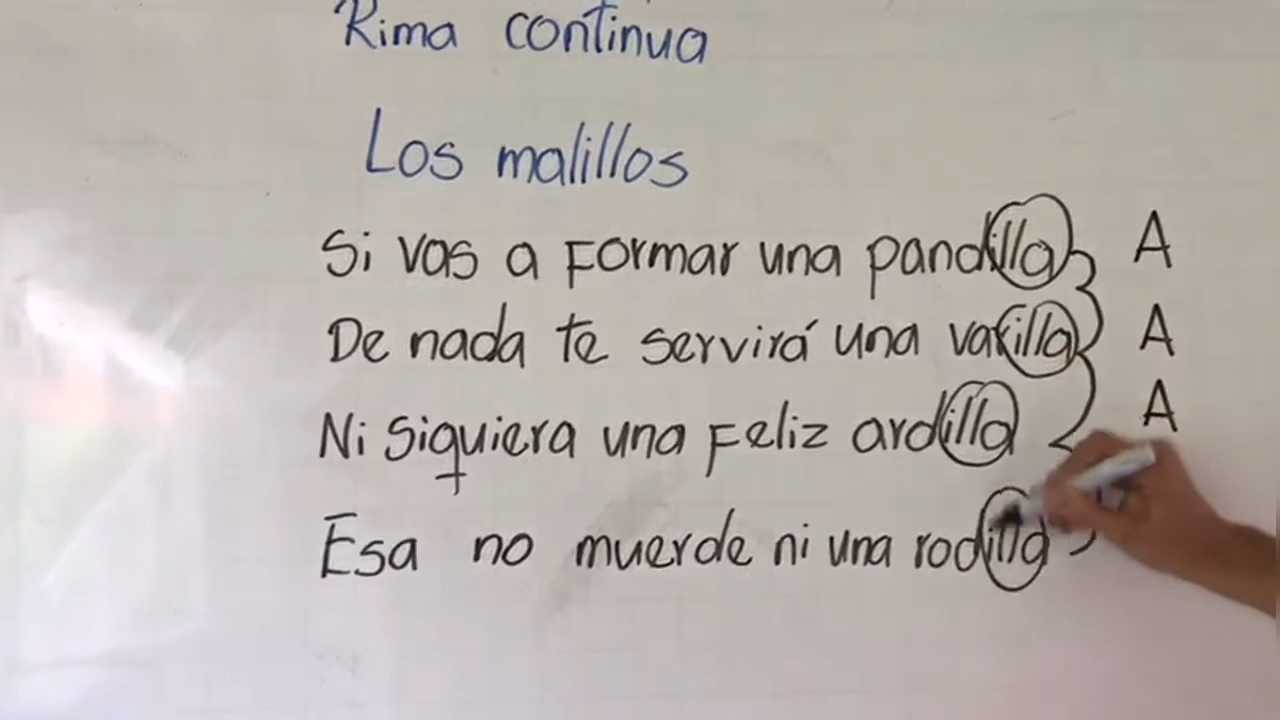 Rima continua
Los malillos
Si vas a Formar una pandilla A
De nada te servirá una varilla A
Ni siquiera una Feliz ardilla A
Esa no muerde ni una rodilla